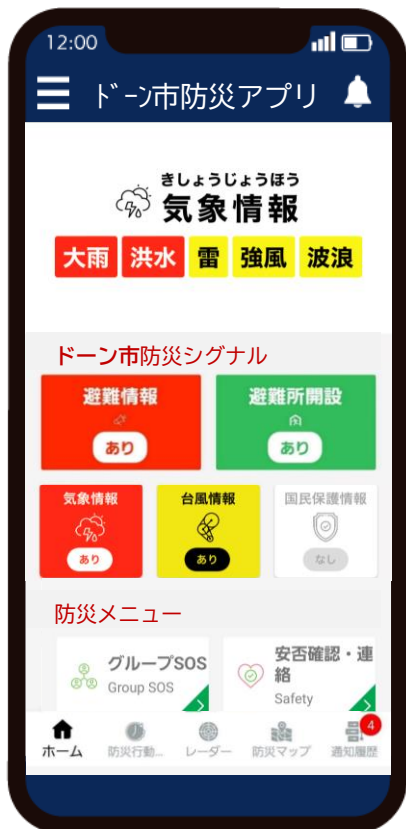 12:00
ドーン市防災アプリ
きしょうじょうほう
気象情報
大雨 洪水 雷 強風 波浪
ドーン市防災シグナル
避難情報 避難所開設
あり あり
気象情報 台風情報 国民保護情報
あり あり なし
防災メニュー
グループSOS
Group SOS
安否確認・連
絡
Safety
4
ホーム 防災行動... レーダー 防災マップ 通知履歴